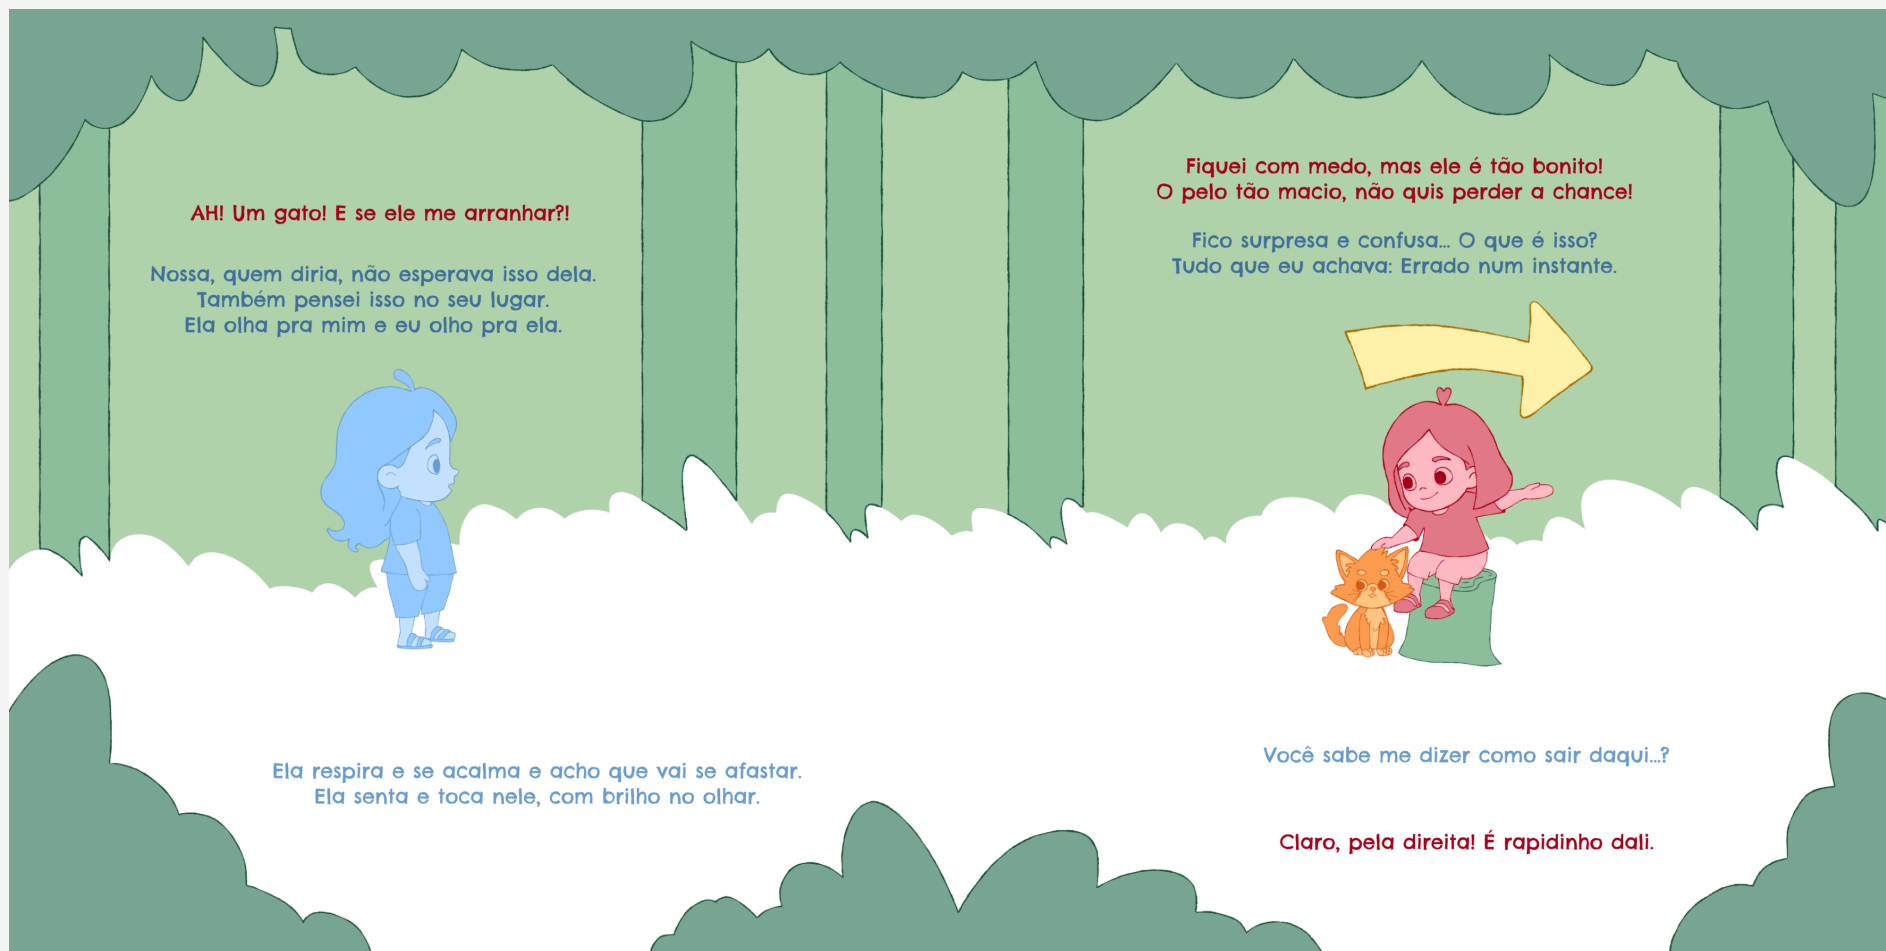 AH! Um gato! E se ele me arranhar?!
Nossa, quem diria, não esperava isso dela.
Também pensei isso no seu lugar.
Ela olha pra mim e eu olho pra ela.
Ela respira e se acalma e acho que vai se afastar.
Ela senta e toca nele, com brilho no olhar.
Fiquei com medo, mas ele é tão bonito!
O pelo tão macio, não quis perder a chance!
Fico surpresa e confusa... O que é isso?
Tudo que eu achava: Errado num instante.
Você sabe me dizer como sair daqui...?
Claro, pela direita! É rapidinho dali.